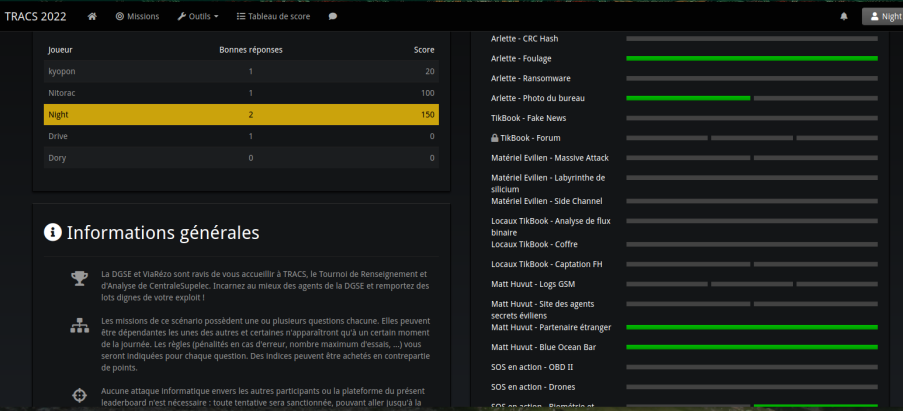 TRACS 2022 Missions Outils Tableau de score Night
Joueur Bonnes réponses Score
kyopon 1 20
Nitorac 1 100
Night 2 150
Drive 1 0
Dory 0 0
Informations générales
La DGSE et ViaRézo sont ravis de vous accueillir à TRACS, le Tournoi de Renseignement et
d'Analyse de CentraleSupelec. Incarnez au mieux des agents de la DGSE et remportez des
lots dignes de votre exploit !
Les missions de ce scénario possèdent une ou plusieurs questions chacune. Elles peuvent
être dépendantes les unes des autres et certaines n'apparaîtront qu'à un certain moment
de la journée. Les règles (pénalités en cas d'erreur, nombre maximum d'essais, ...) vous
seront indiquées pour chaque question. Des indices peuvent être achetés en contrepartie
de points.
Aucune attaque informatique envers les autres participants ou la plateforme du présent
leaderboard n'est nécessaire : toute tentative sera sanctionnée, pouvant aller jusqu'à la
Arlette - CRC Hash
Arlette - Foulage
Arlette - Ransomware
Arlette - Photo du bureau
TikBook - Fake News
TikBook - Forum
Matériel Evilien - Massive Attack
Matériel Evilien - Labyrinthe de
silicium
Matériel Evilien - Side Channel
Locaux TikBook - Analyse de flux
binaire
Locaux TikBook - Coffre
Locaux TikBook - Captation FH
Matt Huvut - Logs GSM
Matt Huvut - Site des agents
secrets éviliens
Matt Huvut - Partenaire étranger
Matt Huvut - Blue Ocean Bar
SOS en action - OBD II
SOS en action - Drones
SOS en action - Biométrie et